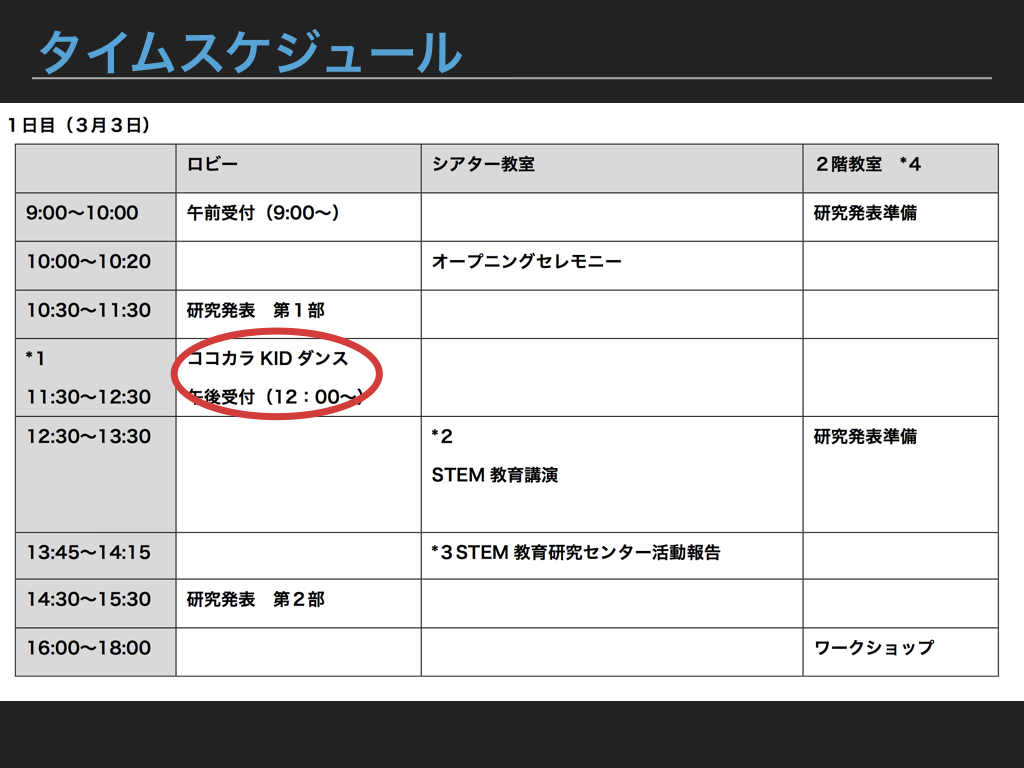 タイムスケジュール
１日目（３月３日）
ロビー シアター教室 ２階教室　*４
9:00〜10:00 午前受付（9:00〜） 研究発表準備
10:00〜10:20 オープニングセレモニー
10:30〜11:30 研究発表　第１部
*１ ココカラ KID ダンス
11:30〜12:30 午後受付（12：00〜）
12:30〜13:30 *２ 研究発表準備
STEM 教育講演
13:45〜14:15 *３STEM 教育研究センター活動報告
14:30〜15:30 研究発表　第２部
16:00〜18:00 ワークショップ